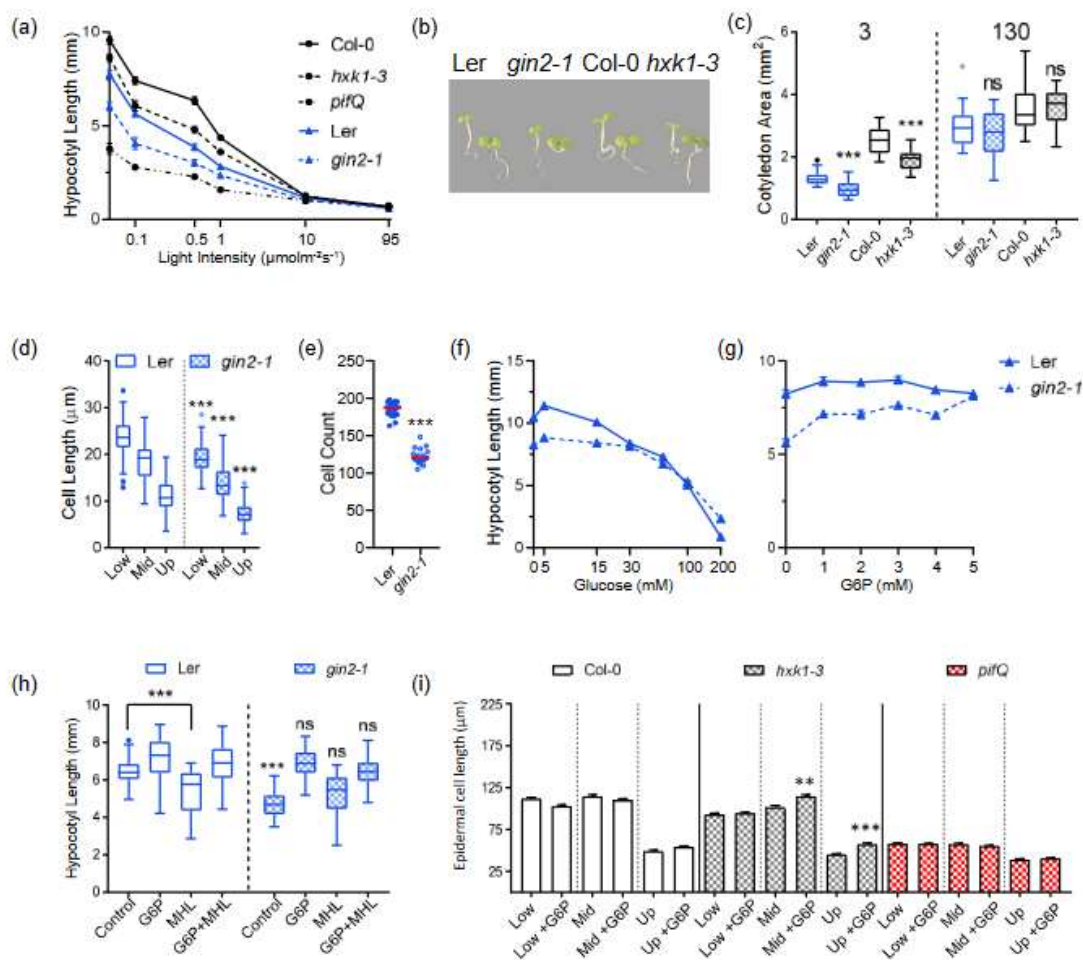 (a)
Hypocotyl Length (mm)
10
5
0
0.1
0.5
1
10
95
Light Intensity (µmolm⁻²s⁻¹)
Col-0
hxk1-3
pifQ
Ler
gin2-1
(b)
Ler gin2-1 Col-0 hxk1-3
(c)
Cotyledon Area (mm²)
6
4
2
0
3
130
***
***
ns
ns
Ler
gin2-1
Col-0
hxk1-3
Ler
gin2-1
Col-0
hxk1-3
(d)
Ler
gin2-1
Cell Length (µm)
40
30
20
10
0
***
***
***
Low
Mid
Up
Low
Mid
Up
(e)
Cell Count
250
200
150
100
50
0
***
Ler
gin2-1
(f)
Hypocotyl Length (mm)
15
10
5
0
0
5
15
30
100
200
Glucose (mM)
(g)
10
5
0
0
1
2
3
4
5
G6P (mM)
Ler
gin2-1
(h)
Ler
gin2-1
Hypocotyl Length (mm)
10
8
6
4
2
0
***
***
ns
ns
ns
Control
G6P
MHL
G6P+MHL
Control
G6P
MHL
G6P+MHL
(i)
Col-0
hxk1-3
pifQ
Epidermal cell length (µm)
225
175
125
75
25
**
***
Low
Low +G6P
Mid
Mid +G6P
Up
Up +G6P
Low
Low +G6P
Mid
Mid +G6P
Up
Up +G6P
Low
Low +G6P
Mid
Mid +G6P
Up
Up +G6P